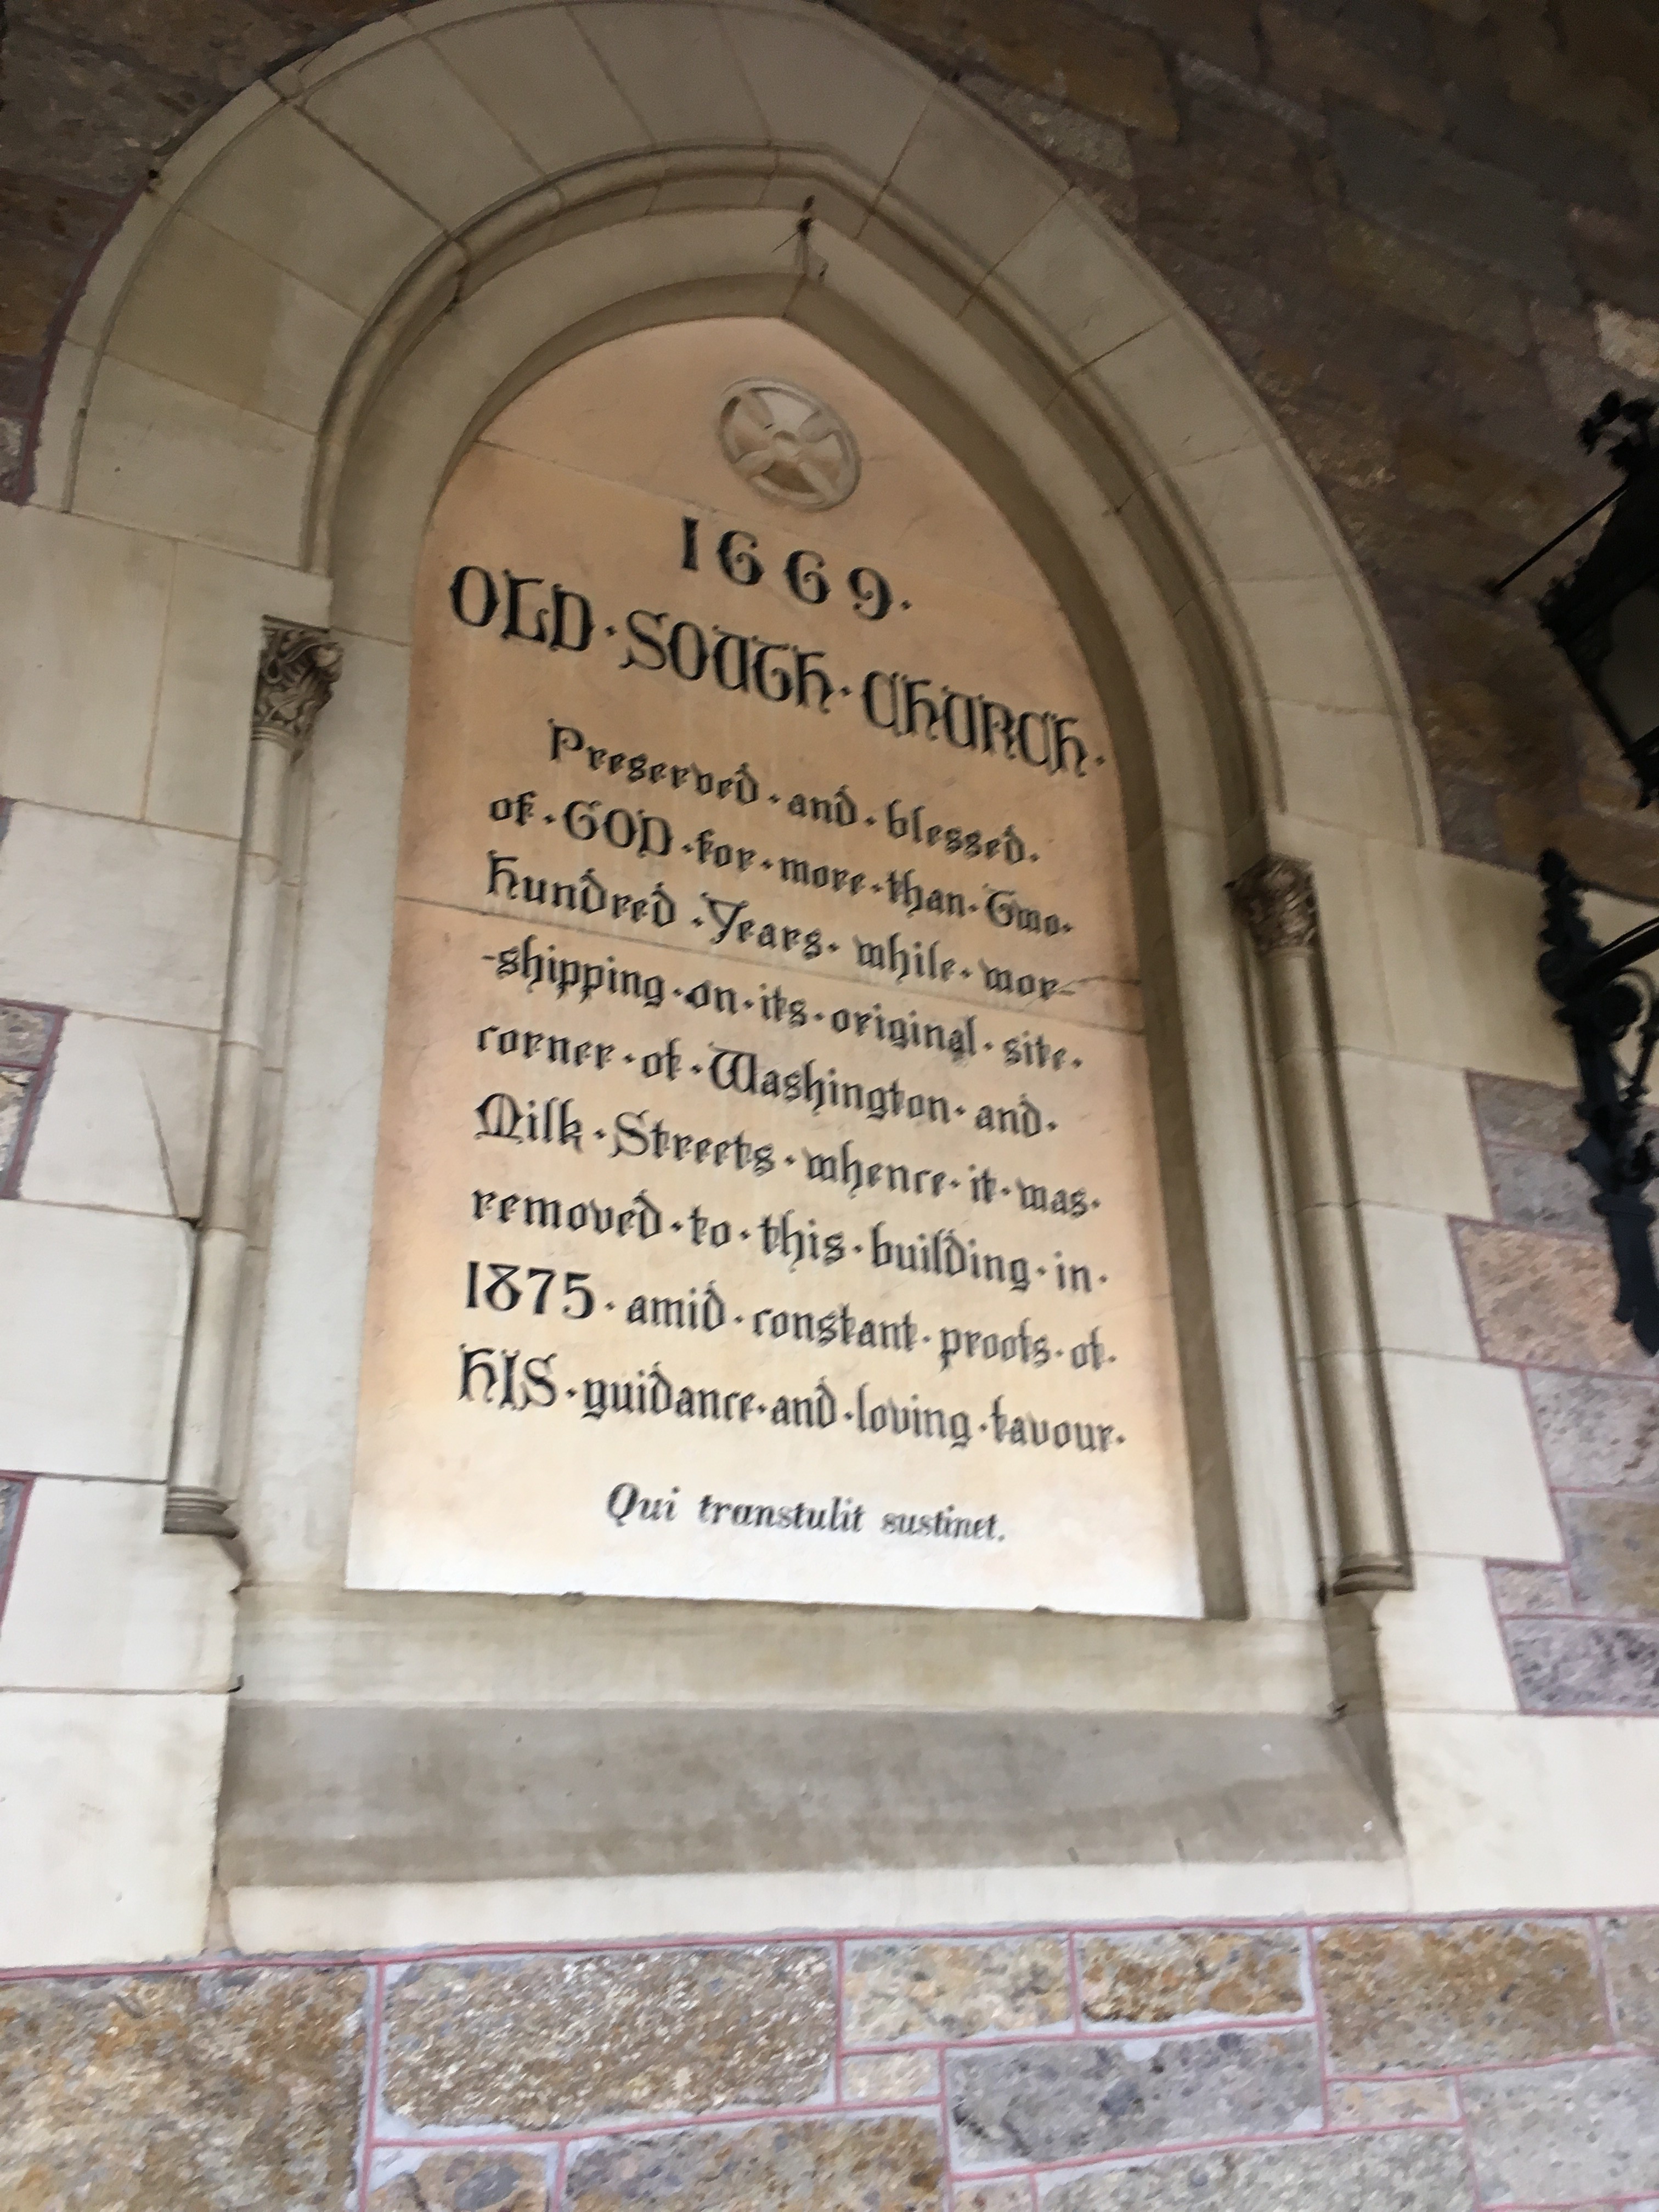 1669.
OLD·SOUTH·CHURCH.
Preserved·and·blessed.
of·GOD·for·more·than·Two.
Hundred·Years·while·wor-
-shipping·on·its·original·site.
corner·of·Washington·and.
Milk·Streets·whence·it·was.
removed·to·this·building·in.
1875·amid·constant·proofs·of.
HIS·guidance·and·loving·favour.
Qui transtulit sustinet.